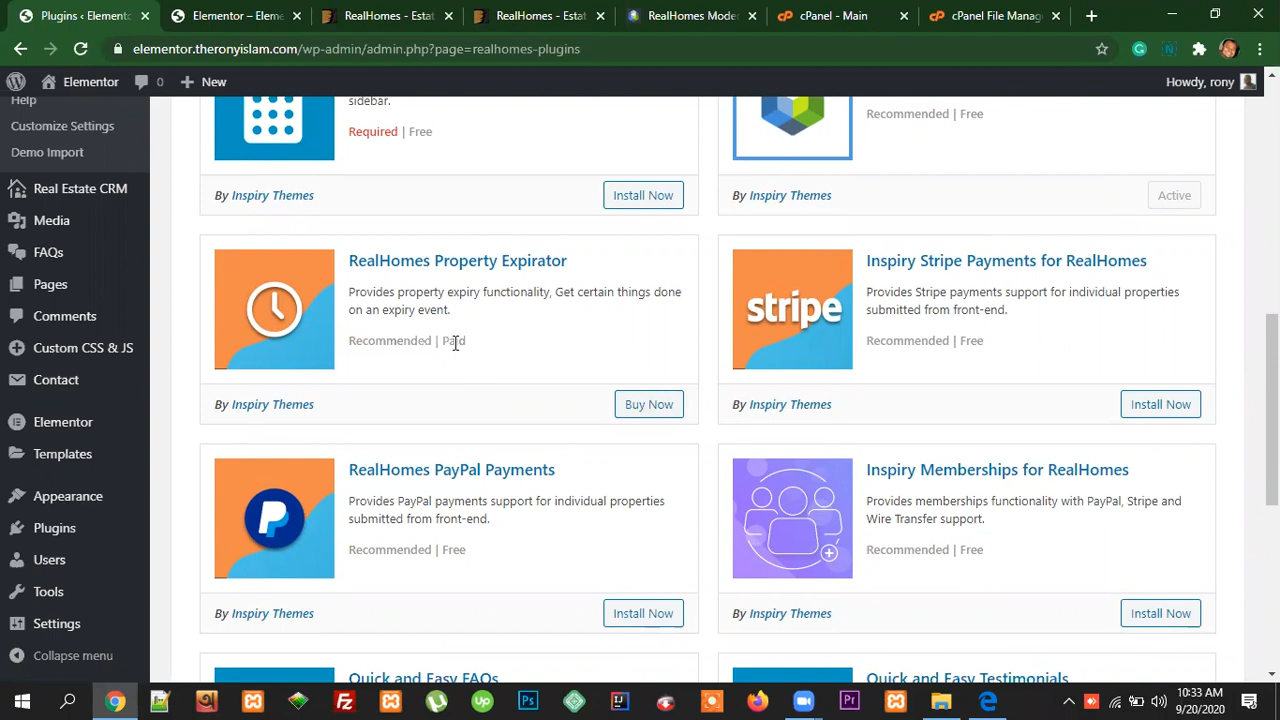 Plugins < Elementor
Elementor – Eleme
RealHomes - Estat
RealHomes - Estat
RealHomes Moder
cPanel - Main
cPanel File Manag
elementor.theronyislam.com/wp-admin/admin.php?page=realhomes-plugins
Elementor
0
New
Howdy, rony
Help
Customize Settings
Demo Import
Real Estate CRM
Media
FAQs
Pages
Comments
Custom CSS & JS
Contact
Elementor
Templates
Appearance
Plugins
Users
Tools
Settings
Collapse menu
sidebar.
Required | Free
By Inspiry Themes
Install Now
Recommended | Free
By Inspiry Themes
Active
RealHomes Property Expirator
Provides property expiry functionality, Get certain things done
on an expiry event.
Recommended | Paid
By Inspiry Themes
Buy Now
stripe
Inspiry Stripe Payments for RealHomes
Provides Stripe payments support for individual properties
submitted from front-end.
Recommended | Free
By Inspiry Themes
Install Now
RealHomes PayPal Payments
Provides PayPal payments support for individual properties
submitted from front-end.
Recommended | Free
By Inspiry Themes
Install Now
Inspiry Memberships for RealHomes
Provides memberships functionality with PayPal, Stripe and
Wire Transfer support.
Recommended | Free
By Inspiry Themes
Install Now
Quick and Easy FAQs
Quick and Easy Testimonials
10:33 AM
9/20/2020